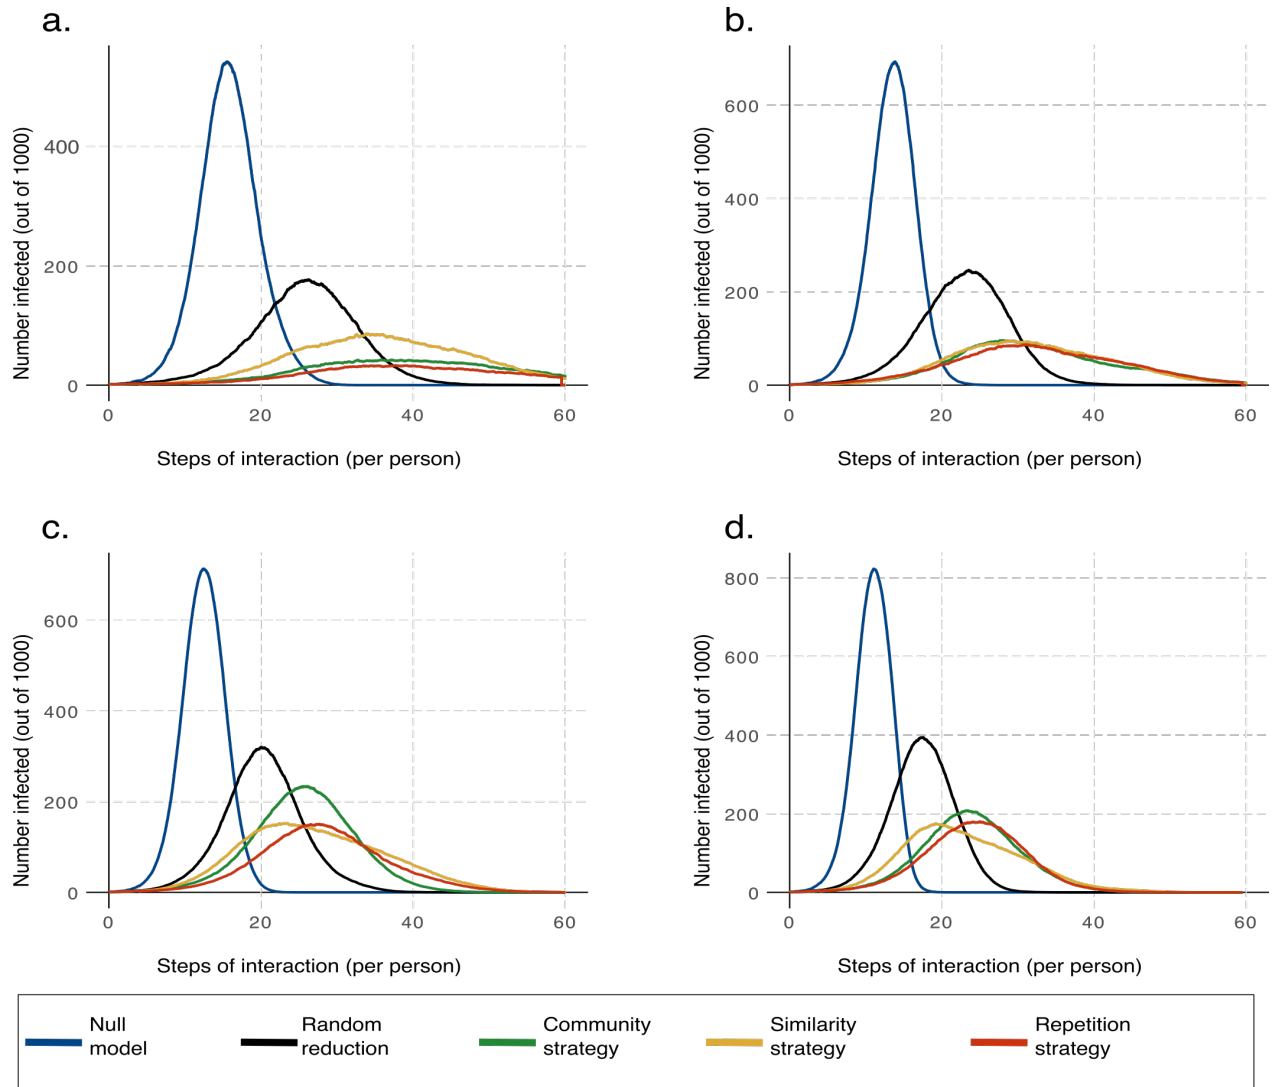 a.
Number infected (out of 1000)
400
200
0
0 20 40 60
Steps of interaction (per person)
b.
Number infected (out of 1000)
600
400
200
0
0 20 40 60
Steps of interaction (per person)
c.
Number infected (out of 1000)
600
400
200
0
0 20 40 60
Steps of interaction (per person)
d.
Number infected (out of 1000)
800
600
400
200
0
0 20 40 60
Steps of interaction (per person)
Null
model
Random
reduction
Community
strategy
Similarity
strategy
Repetition
strategy